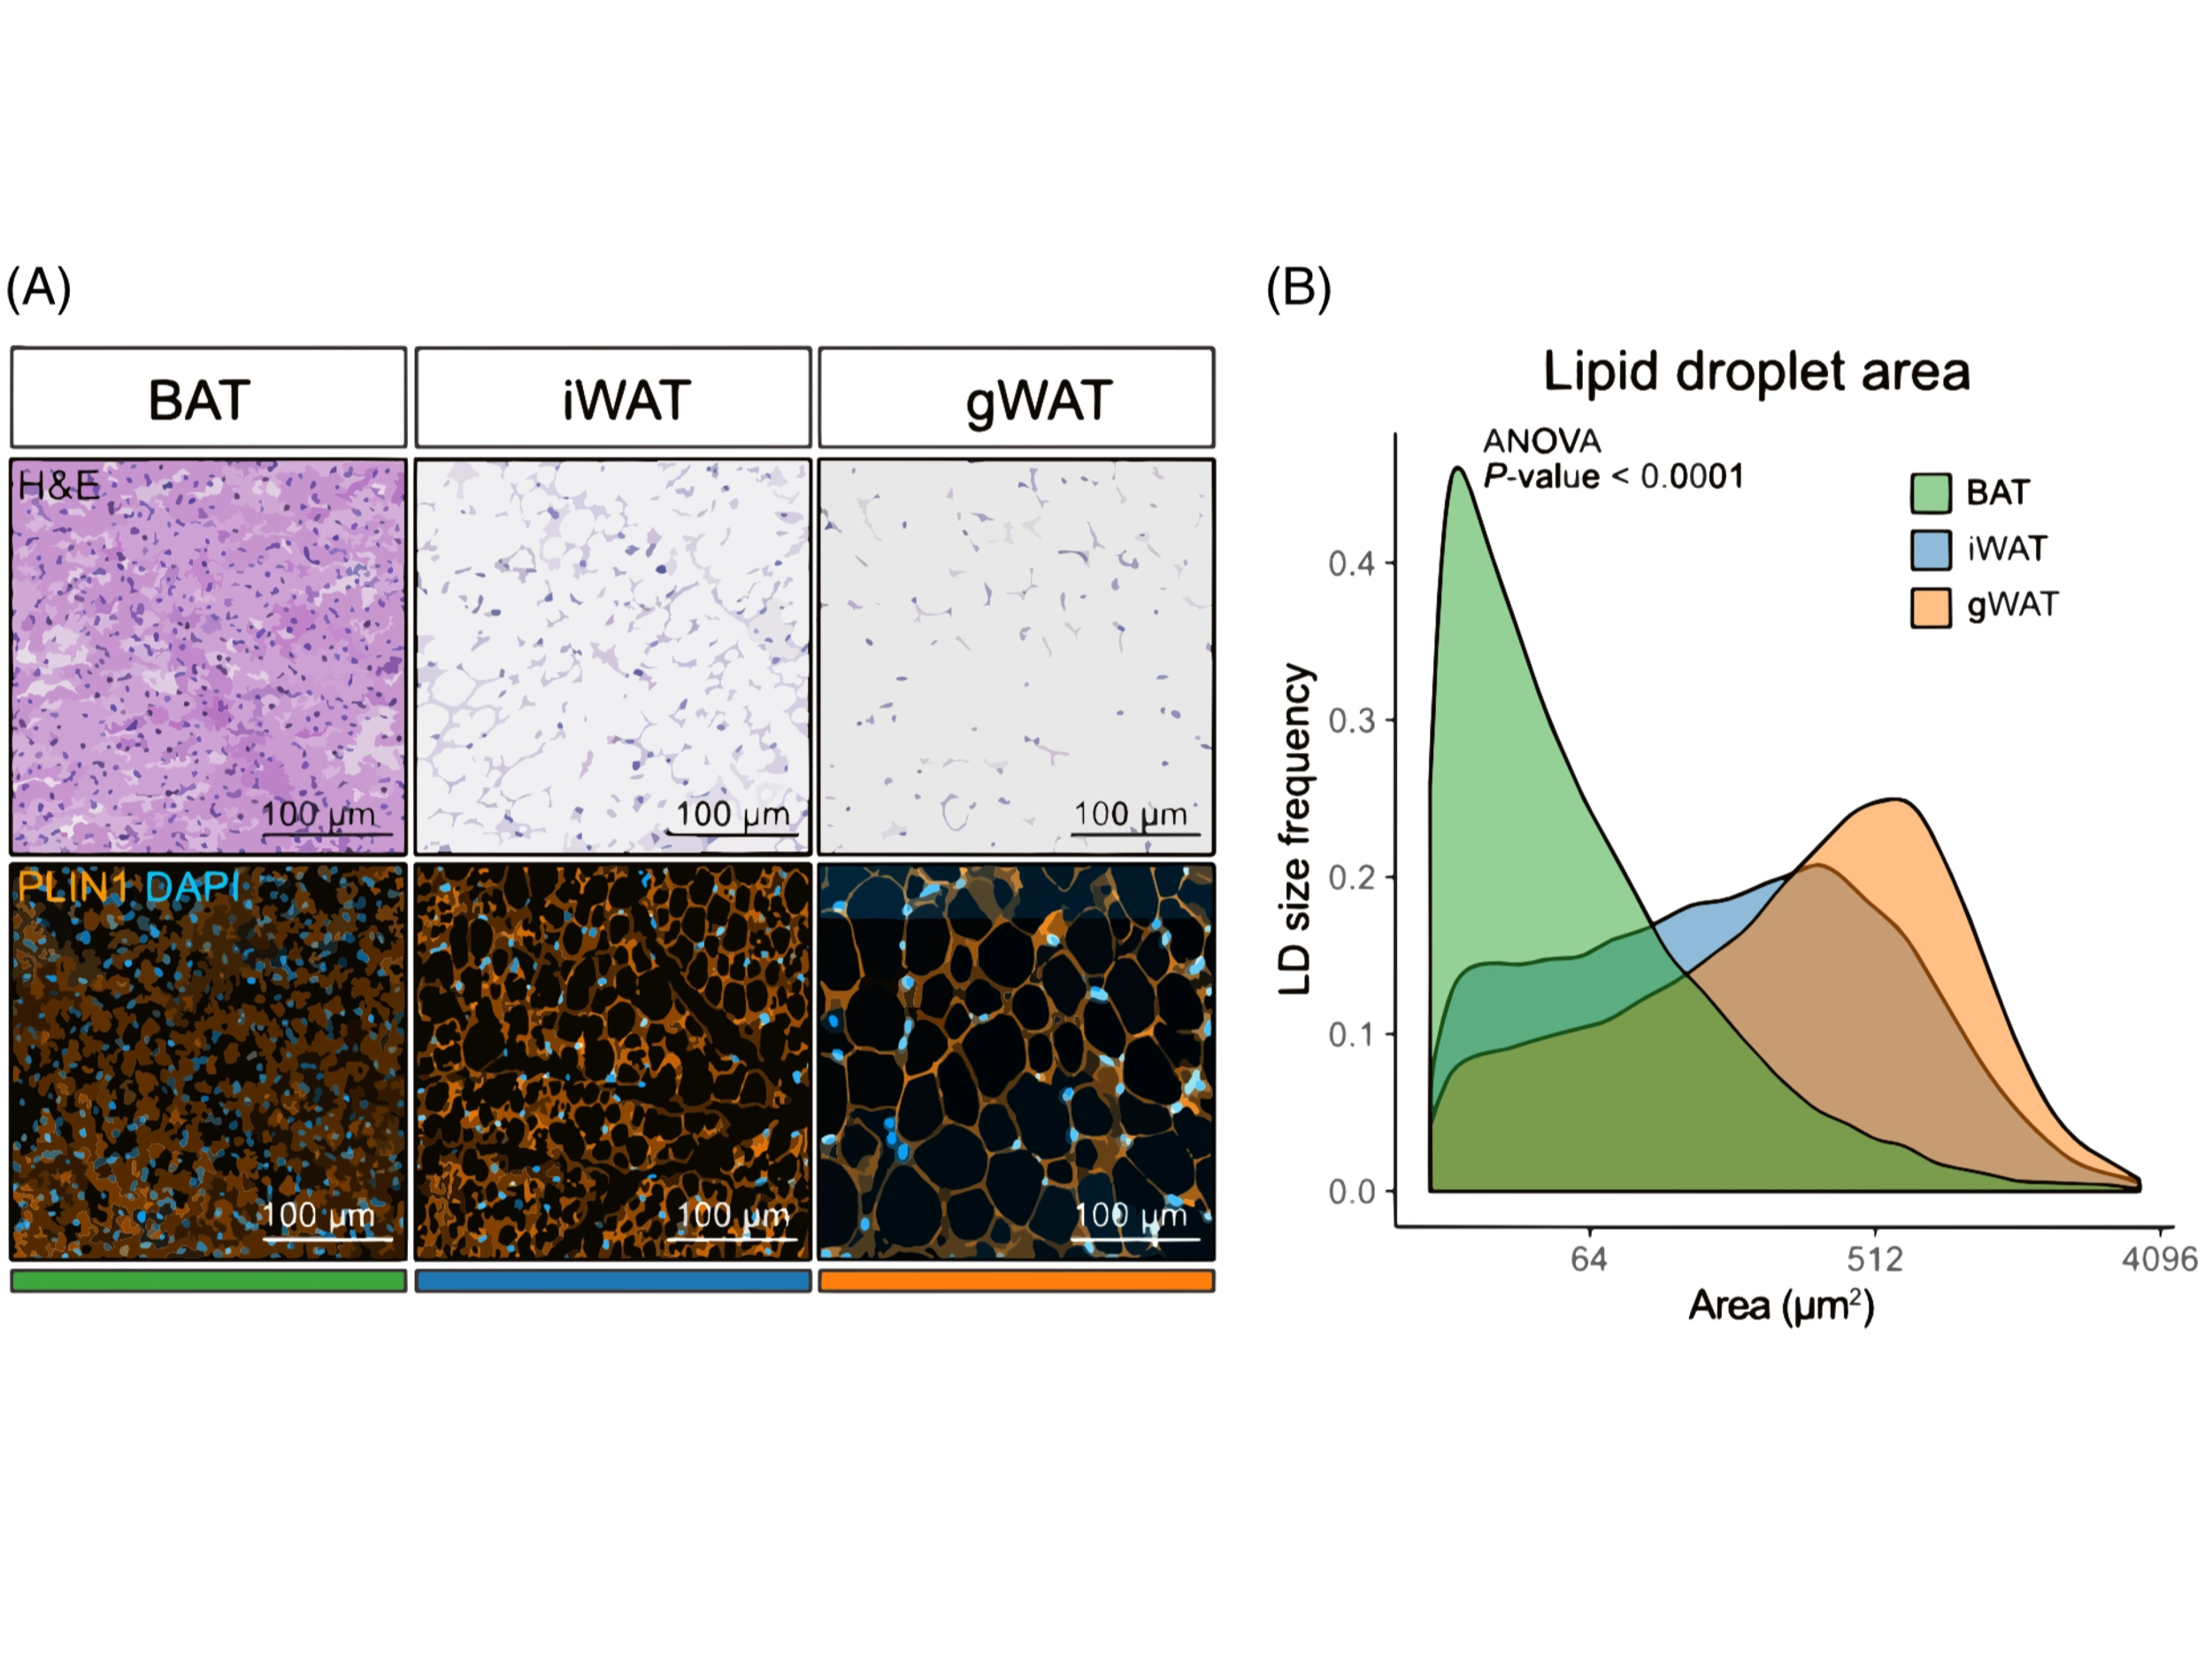 (A)
BAT
iWAT
gWAT
H&E
100 µm
100 µm
100 µm
PLIN1 DAPI
100 µm
100 µm
100 µm
(B)
Lipid droplet area
ANOVA
P-value < 0.0001
BAT
iWAT
gWAT
LD size frequency
0.4
0.3
0.2
0.1
0.0
64
512
4096
Area (µm²)